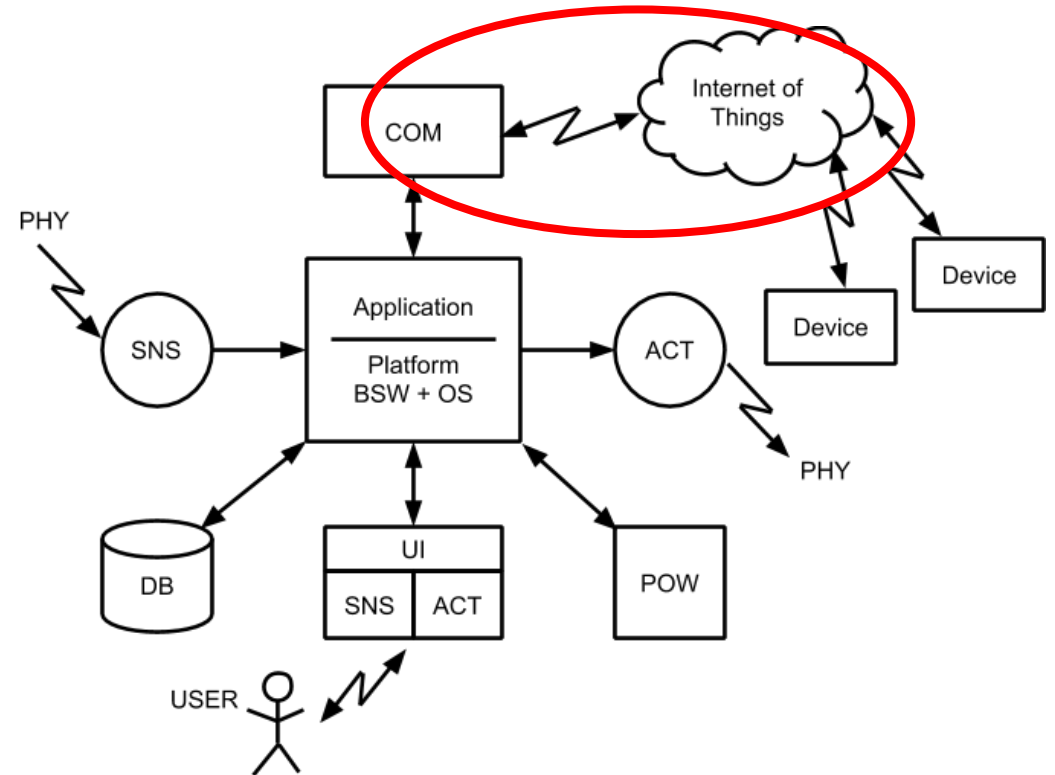 Internet of
Things
COM
PHY
Device
Application
Device
SNS
Platform
BSW + OS
ACT
PHY
UI
DB
SNS
ACT
POW
USER